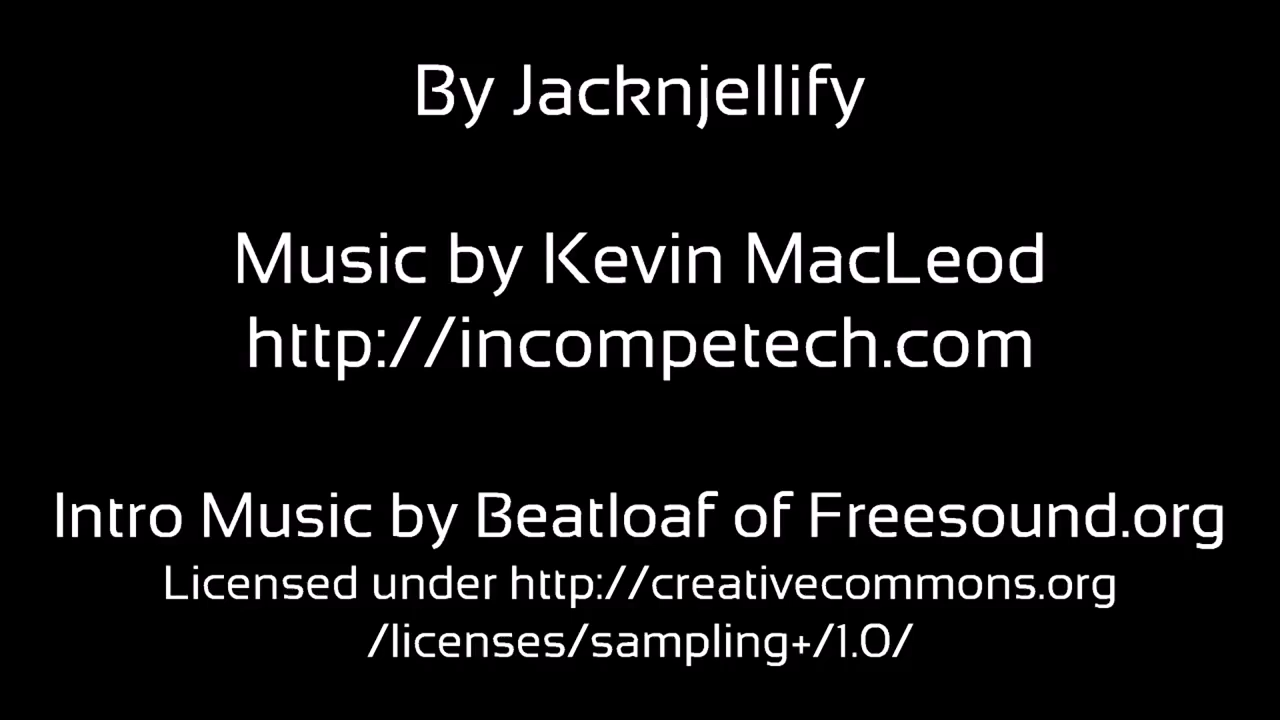 By Jacknjellify
Music by Kevin MacLeod
http://incompetech.com
Intro Music by Beatloaf of Freesound.org
Licensed under http://creativecommons.org
/licenses/sampling+/1.0/